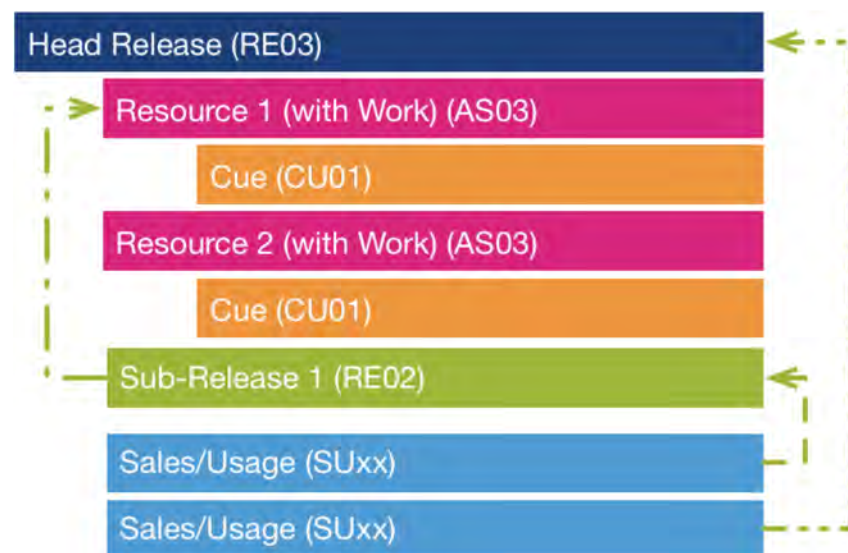 Head Release (RE03)
Resource 1 (with Work) (AS03)
Cue (CU01)
Resource 2 (with Work) (AS03)
Cue (CU01)
Sub-Release 1 (RE02)
Sales/Usage (SUxx)
Sales/Usage (SUxx)